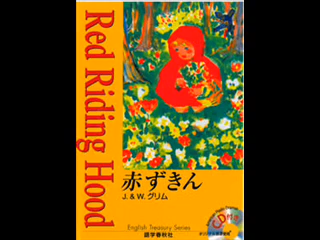 Red Riding Hood
赤ずきん
J. & W. グリム
English Treasury Series
語学春秋社
CD付き